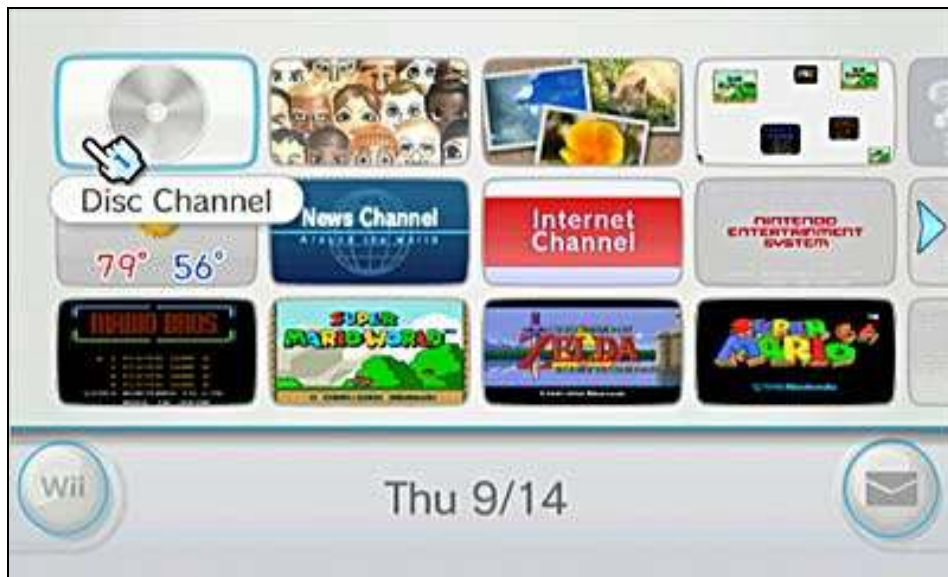 1
Disc Channel
News Channel
Around the world
Internet
Channel
NINTENDO
ENTERTAINMENT
SYSTEM
79° 56°
MARIO BROS.
SUPER
MARIO WORLD
ZELDA
SUPER
MARIO 64
Wii
Thu 9/14